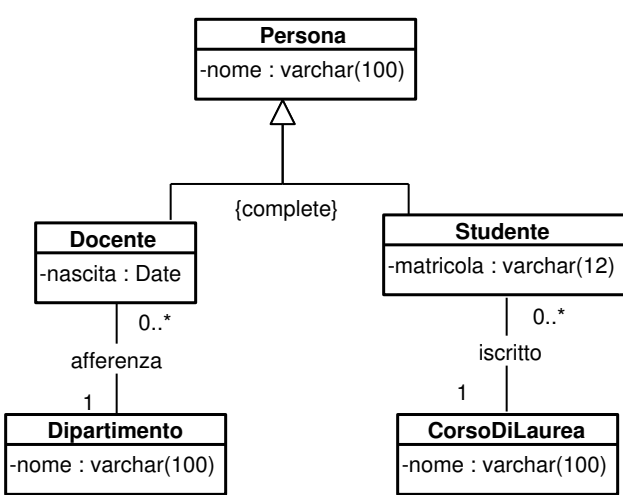 Persona
-nome : varchar(100)
{complete}
Docente
-nascita : Date
Studente
-matricola : varchar(12)
0..*
0..*
afferenza
iscritto
1
1
Dipartimento
-nome : varchar(100)
CorsoDiLaurea
-nome : varchar(100)